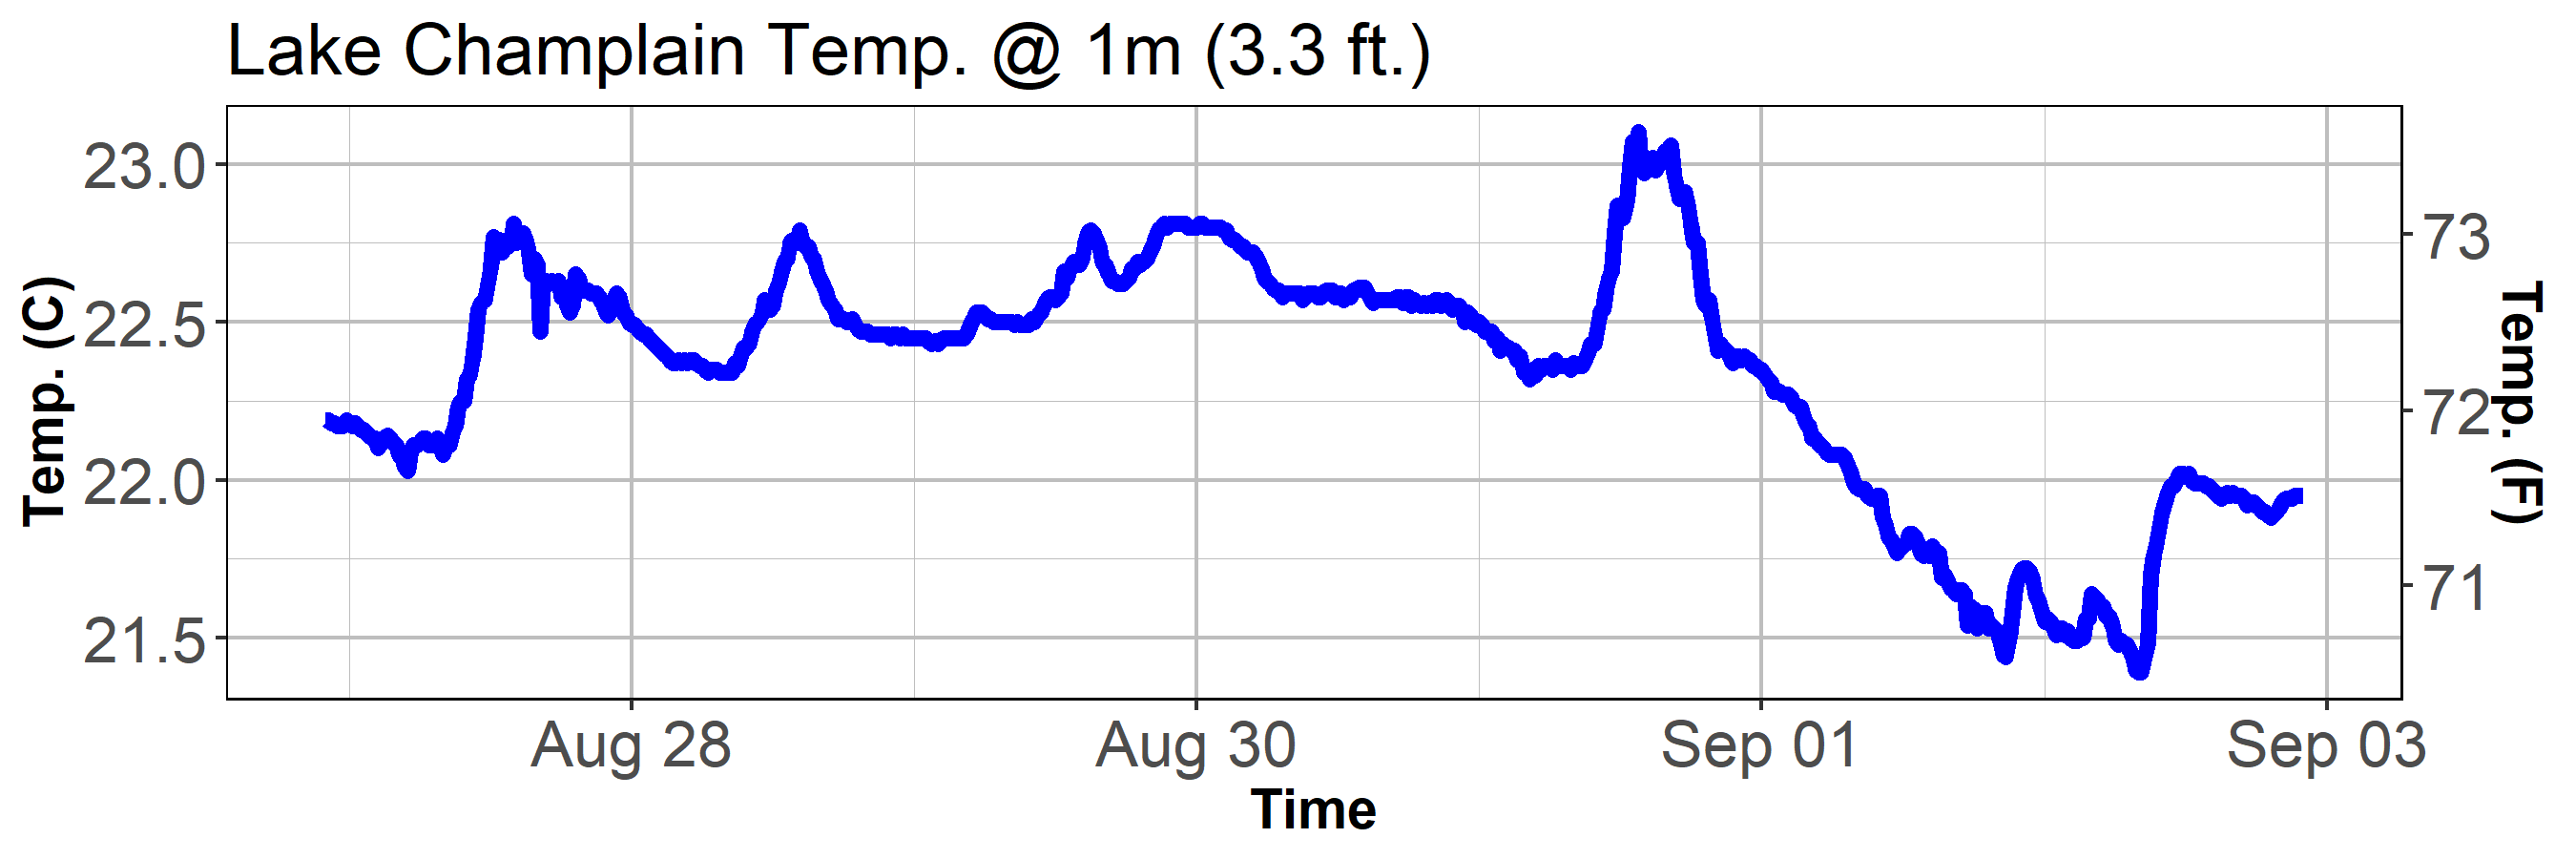 Lake Champlain Temp. @ 1m (3.3 ft.)
Temp. (C)
23.0
22.5
22.0
21.5
73
72
71
Temp. (F)
Aug 28
Aug 30
Sep 01
Sep 03
Time